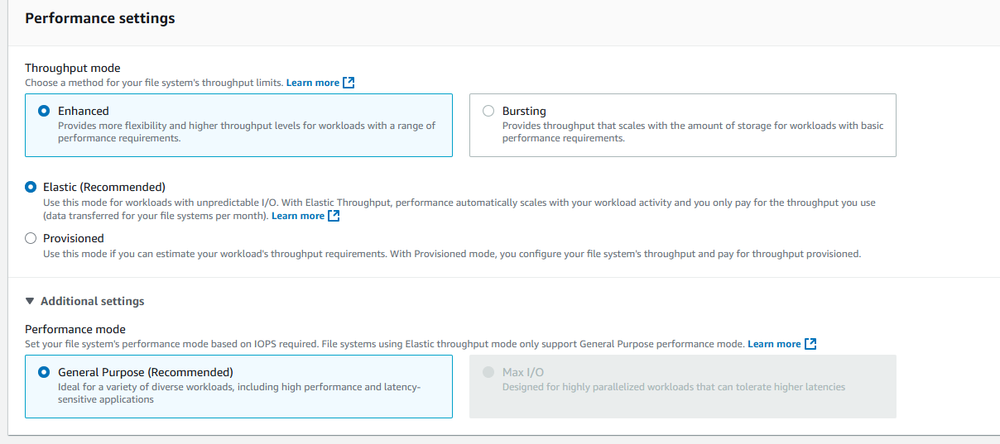 Performance settings
Throughput mode
Choose a method for your file system's throughput limits. Learn more
Enhanced
Provides more flexibility and higher throughput levels for workloads with a range of
performance requirements.
Bursting
Provides throughput that scales with the amount of storage for workloads with basic
performance requirements.
Elastic (Recommended)
Use this mode for workloads with unpredictable I/O. With Elastic Throughput, performance automatically scales with your workload activity and you only pay for the throughput you use
(data transferred for your file systems per month). Learn more
Provisioned
Use this mode if you can estimate your workload's throughput requirements. With Provisioned mode, you configure your file system's throughput and pay for throughput provisioned.
Additional settings
Performance mode
Set your file system's performance mode based on IOPS required. File systems using Elastic throughput mode only support General Purpose performance mode. Learn more
General Purpose (Recommended)
Ideal for a variety of diverse workloads, including high performance and latency-
sensitive applications
Max I/O
Designed for highly parallelized workloads that can tolerate higher latencies